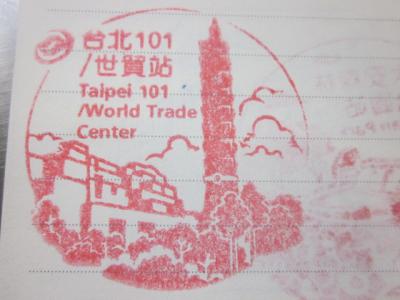 台北101
/世貿站
Taipei 101
/World Trade
Center